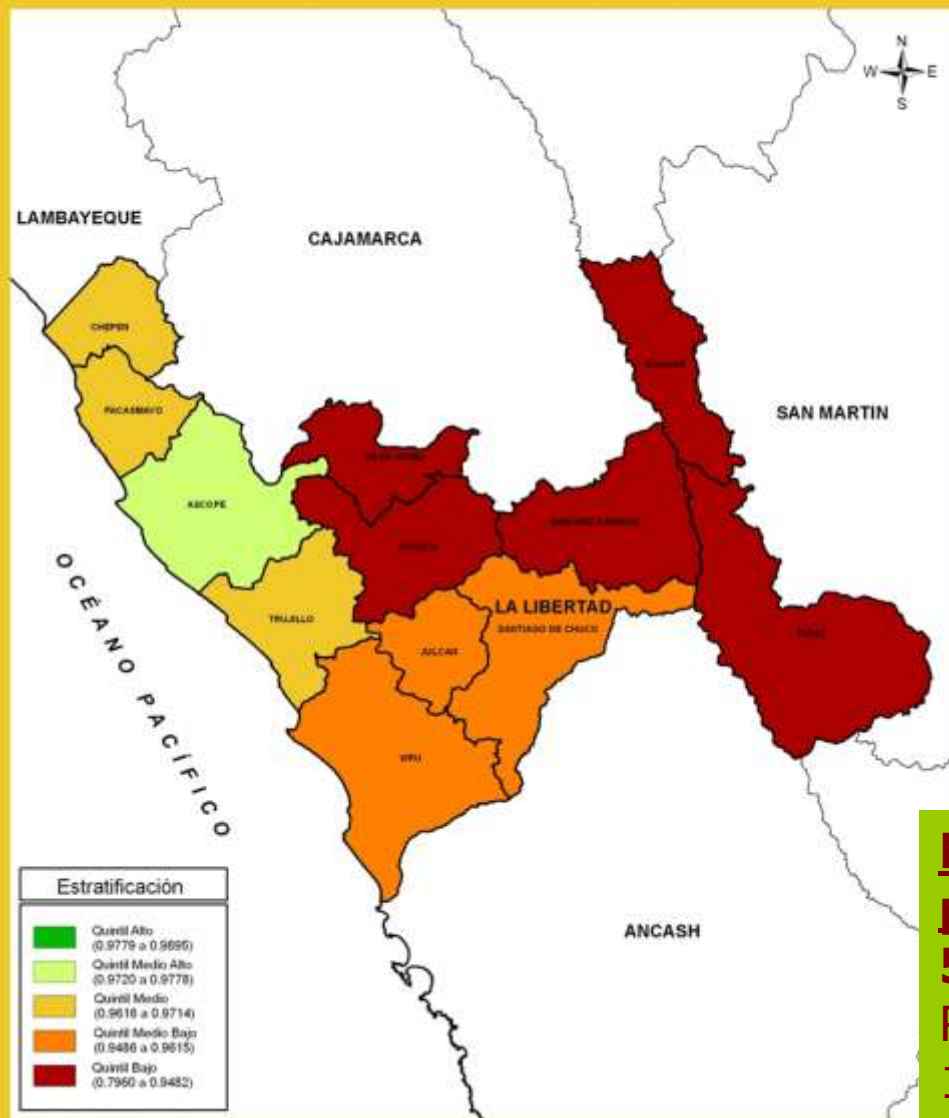 N
W E
S
LAMBAYEQUE
CAJAMARCA
CHEPEN
SAN MARTIN
PACASMAYO
ASCOPE
LA LIBERTAD
TRUJILLO
SANTIAGO DE CHUCO
JULCAN
OCÉANO PACÍFICO
VIRU
ANCASH
Estratificación
Quintil Alto
(0.9779 a 0.9895)
Quintil Medio Alto
(0.9720 a 0.9778)
Quintil Medio
(0.9616 a 0.9714)
Quintil Medio Bajo
(0.9486 a 0.9615)
Quintil Bajo
(0.7960 a 0.9482)